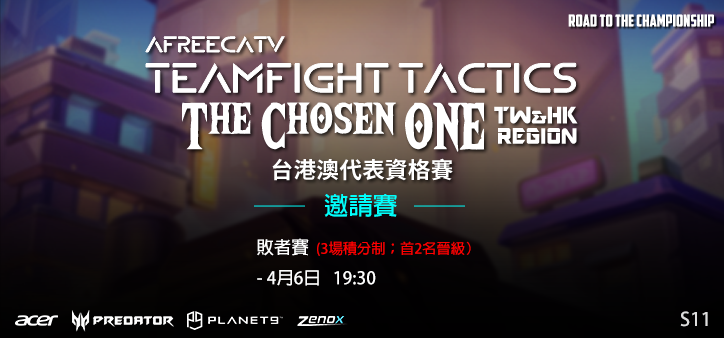 ROAD TO THE CHAMPIONSHIP
AFREECATV
TEAMFIGHT TACTICS
THE CHOSEN ONE TW&HK REGION
台港澳代表資格賽
邀請賽
敗者賽 (3場積分制；首2名晉級)
- 4月6日 19:30
acer PREDATOR PLANET9™ ZENOX S11